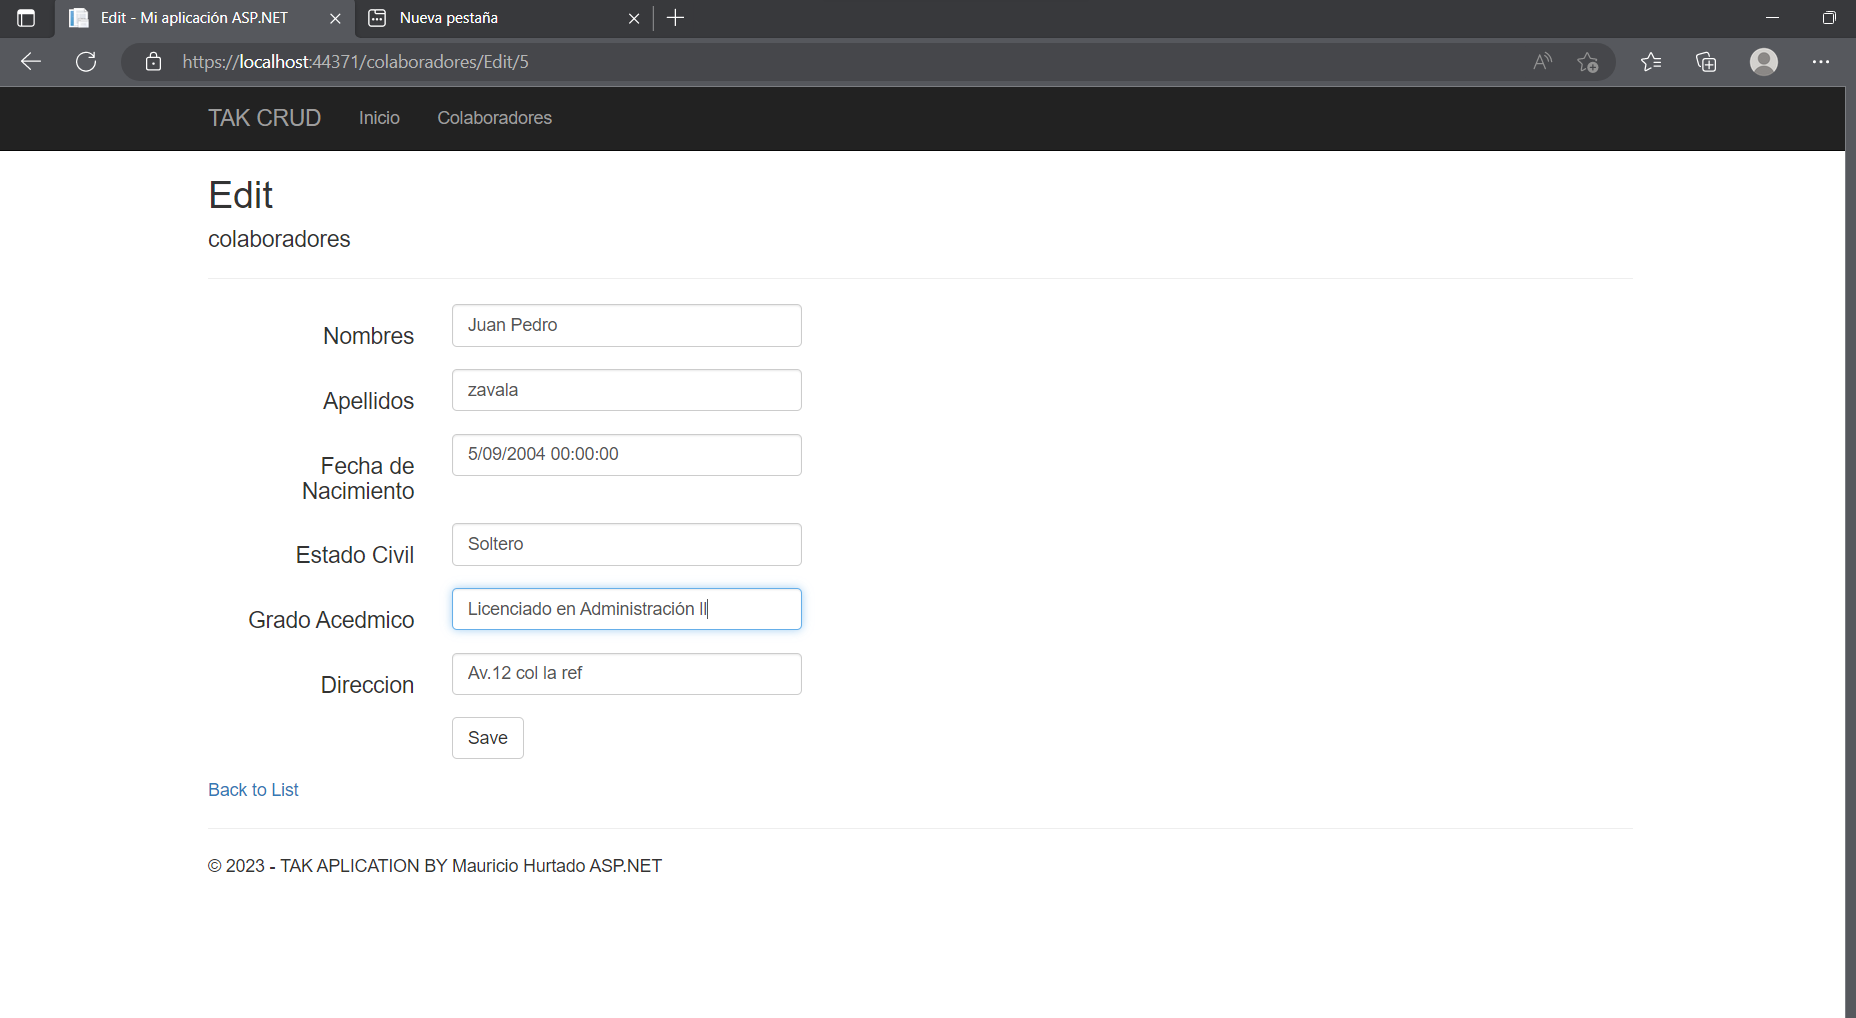 Edit - Mi aplicación ASP.NET
Nueva pestaña
https://localhost:44371/colaboradores/Edit/5
TAK CRUD
Inicio
Colaboradores
Edit
colaboradores
Nombres
Juan Pedro
Apellidos
zavala
Fecha de
Nacimiento
5/09/2004 00:00:00
Estado Civil
Soltero
Grado Acedmico
Licenciado en Administración II
Direccion
Av.12 col la ref
Save
Back to List
© 2023 - TAK APLICATION BY Mauricio Hurtado ASP.NET